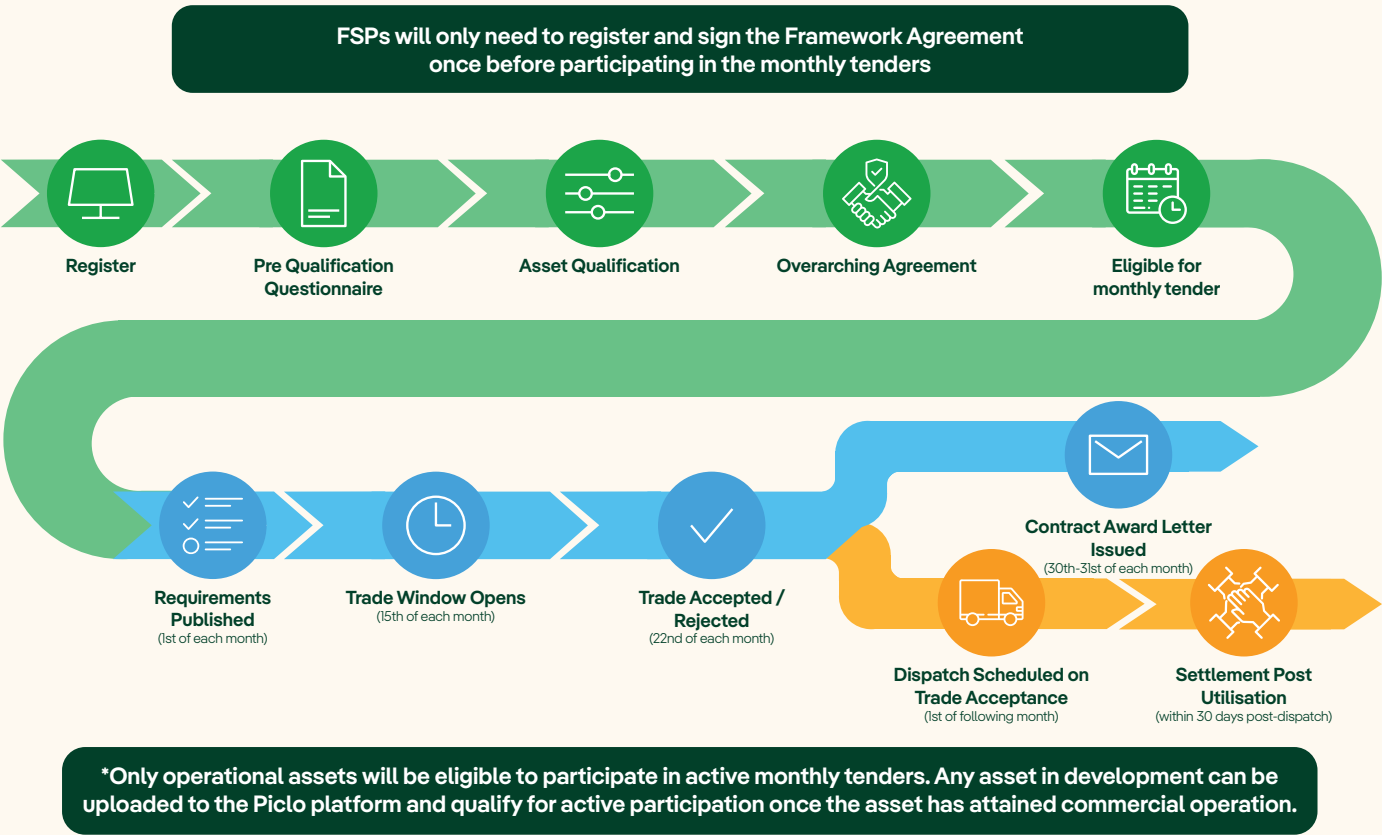 FSPs will only need to register and sign the Framework Agreement
once before participating in the monthly tenders
Register
Pre Qualification
Questionnaire
Asset Qualification
Overarching Agreement
Eligible for
monthly tender
Requirements
Published
(1st of each month)
Trade Window Opens
(15th of each month)
Trade Accepted /
Rejected
(22nd of each month)
Contract Award Letter
Issued
(30th-31st of each month)
Dispatch Scheduled on
Trade Acceptance
(1st of following month)
Settlement Post
Utilisation
(within 30 days post-dispatch)
*Only operational assets will be eligible to participate in active monthly tenders. Any asset in development can be
uploaded to the Piclo platform and qualify for active participation once the asset has attained commercial operation.